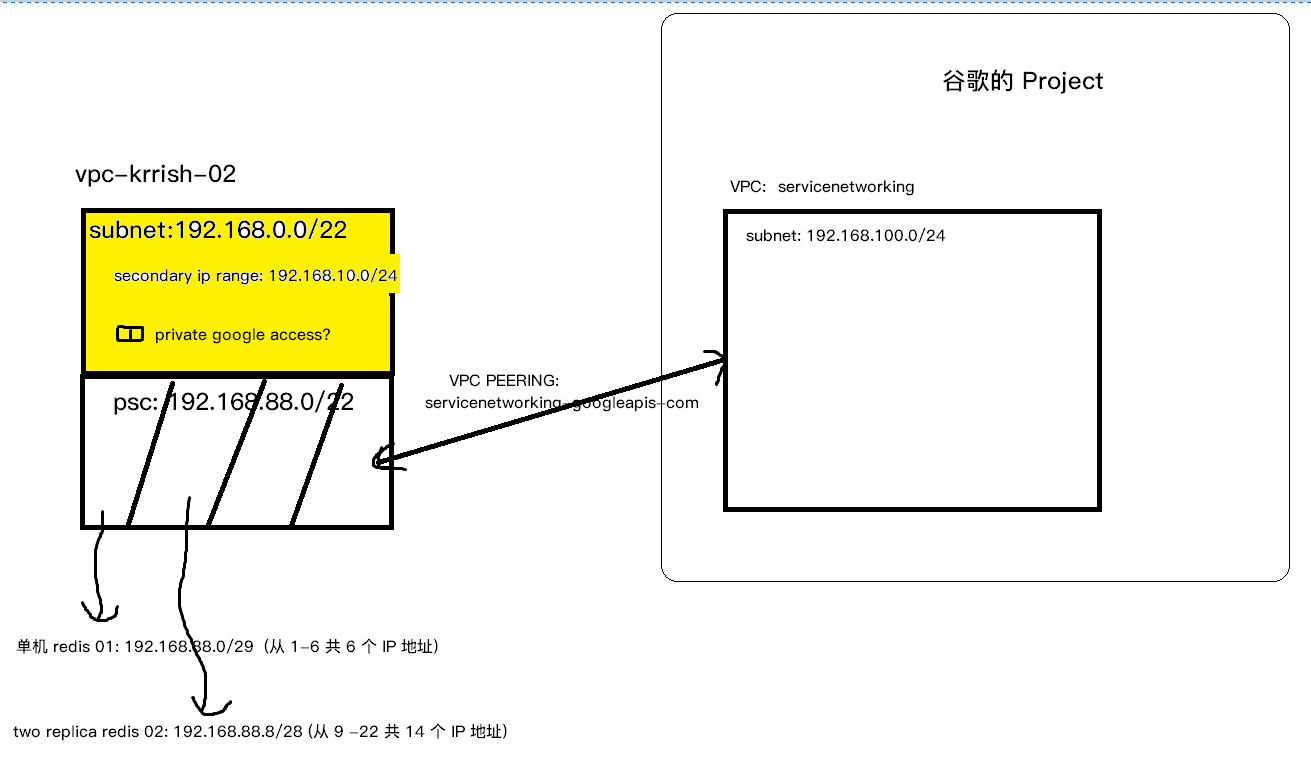 谷歌的 Project
vpc-krrish-02
VPC: servicenetworking
subnet:192.168.0.0/22
subnet: 192.168.100.0/24
secondary ip range: 192.168.10.0/24
private google access?
VPC PEERING:
servicenetworking-googleapis-com
psc: 192.168.88.0/22
单机 redis 01: 192.168.88.0/29 (从 1-6 共 6 个 IP 地址)
two replica redis 02: 192.168.88.8/28 (从 9 -22 共 14 个 IP 地址)